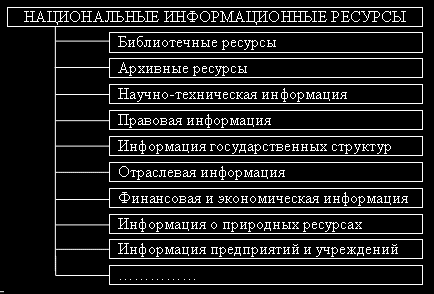 НАЦИОНАЛЬНЫЕ ИНФОРМАЦИОННЫЕ РЕСУРСЫ
Библиотечные ресурсы
Архивные ресурсы
Научно-техническая информация
Правовая информация
Информация государственных структур
Отраслевая информация
Финансовая и экономическая информация
Информация о природных ресурсах
Информация предприятий и учреждений
……………